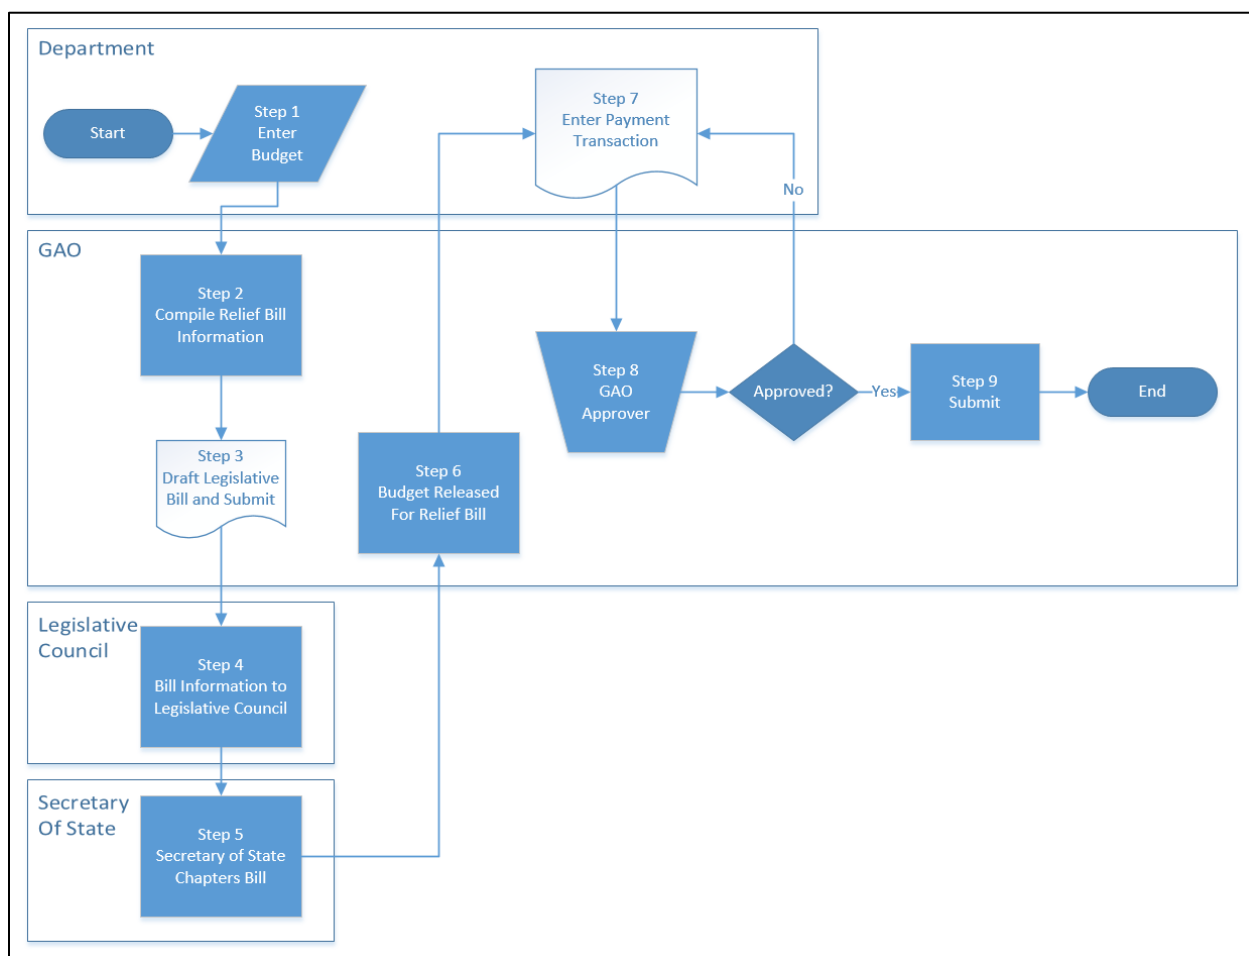 Department
Start
Step 1
Enter
Budget
Step 7
Enter Payment
Transaction
No
GAO
Step 2
Compile Relief Bill
Information
Step 3
Draft Legislative
Bill and Submit
Step 6
Budget Released
For Relief Bill
Step 8
GAO
Approver
Approved?
Yes
Step 9
Submit
End
Legislative
Council
Step 4
Bill Information to
Legislative Council
Secretary
Of State
Step 5
Secretary of State
Chapters Bill